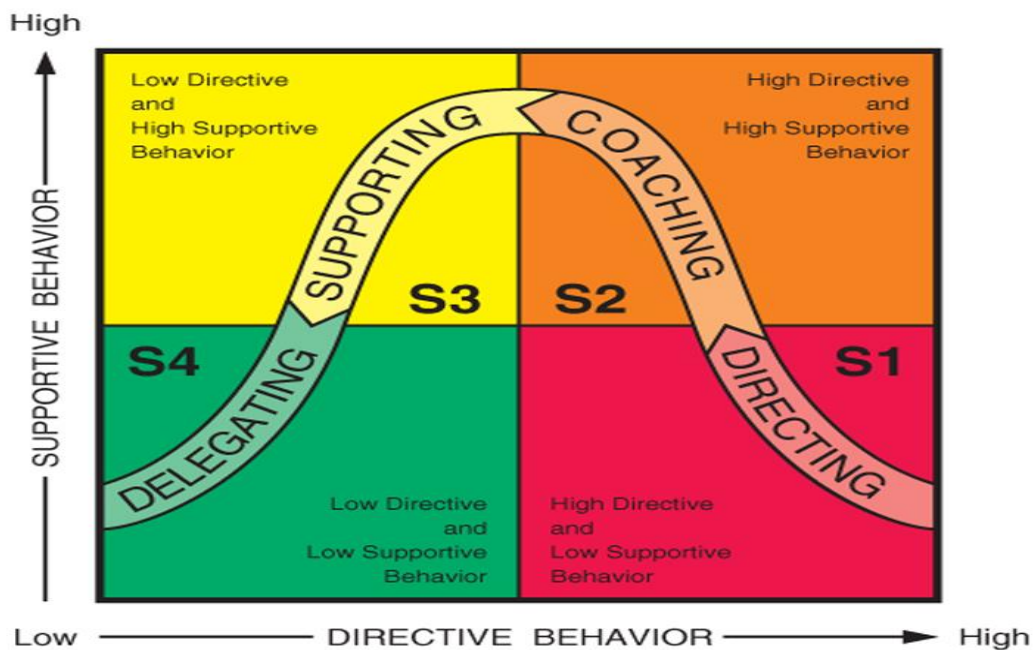 High
SUPPORTIVE BEHAVIOR
Low Directive
and
High Supportive
Behavior
High Directive
and
High Supportive
Behavior
SUPPORTING
COACHING
S3
S2
S4
S1
DELEGATING
DIRECTING
Low Directive
and
Low Supportive
Behavior
High Directive
and
Low Supportive
Behavior
Low
DIRECTIVE BEHAVIOR
High